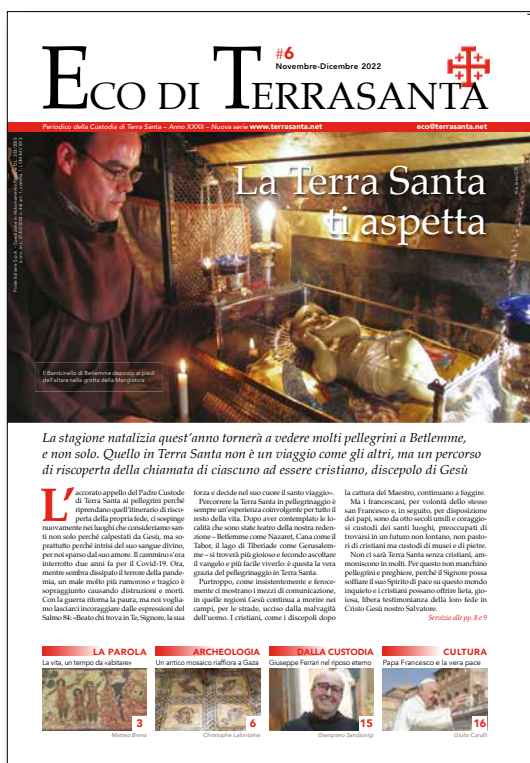 #6
Novembre-Dicembre 2022
ECO DI TERRASANTA
Periodico della Custodia di Terra Santa – Anno XXXII – Nuova serie www.terrasanta.net
eco@terrasanta.net
La Terra Santa
ti aspetta
Il Bambinello di Betlemme deposto ai piedi
dell'altare nella grotta della Mangiatoia
La stagione natalizia quest'anno tornerà a vedere molti pellegrini a Betlemme,
e non solo. Quello in Terra Santa non è un viaggio come gli altri, ma un percorso
di riscoperta della chiamata di ciascuno ad essere cristiano, discepolo di Gesù
L'accorato appello del Padre Custode
di Terra Santa ai pellegrini perché
riprendano quell'itinerario di risco-
perta della propria fede, ci sospinge
nuovamente nei luoghi che consideriamo san-
ti non solo perché calpestati da Gesù, ma so-
prattutto perché intrisi del suo sangue divino,
per noi sparso dal suo amore. Il cammino s'era
interrotto due anni fa per il Covid-19. Ora,
mentre sembra dissipato il terrore della pande-
mia, un male molto più rumoroso e tragico è
sopraggiunto causando distruzioni e morti.
Con la guerra ritorna la paura, ma noi voglia-
mo lasciarci incoraggiare dalle espressioni del
Salmo 84: «Beato chi trova in Te, Signore, la sua
forza e decide nel suo cuore il santo viaggio».
Percorrere la Terra Santa in pellegrinaggio è
sempre un'esperienza coinvolgente per tutto il
resto della vita. Dopo aver contemplato le lo-
calità che sono state teatro della nostra reden-
zione – Betlemme come Nazaret, Cana come il
Tabor, il lago di Tiberiade come Gerusalem-
me – si troverà più gioioso e fecondo ascoltare
il vangelo e più facile viverlo: è questa la vera
grazia del pellegrinaggio in Terra Santa.
Purtroppo, come insistentemente e feroce-
mente ci mostrano i mezzi di comunicazione,
in quelle regioni Gesù continua a morire nei
campi, per le strade, ucciso dalla malvagità
dell'uomo. I cristiani, come i discepoli dopo
la cattura del Maestro, continuano a fuggire.
Ma i francescani, per volontà dello stesso
san Francesco e, in seguito, per disposizione
dei papi, sono da otto secoli umili e coraggio-
si custodi dei santi luoghi, preoccupati di
trovarsi in un futuro non lontano, non pasto-
ri di cristiani ma custodi di musei e di pietre.
Non ci sarà Terra Santa senza cristiani, am-
moniscono in molti. Per questo non manchino
pellegrini e preghiere, perché il Signore possa
soffiare il suo Spirito di pace su questo mondo
inquieto e i cristiani possano offrire lieta, gio-
iosa, libera testimonianza della loro fede in
Cristo Gesù nostro Salvatore.
Servizio alle pp. 8 e 9
LA PAROLA
La vita, un tempo da «abitare»
3
Matteo Brena
ARCHEOLOGIA
Un antico mosaico riaffiora a Gaza
6
Christophe Lafontaine
DALLA CUSTODIA
Giuseppe Ferrari nel riposo eterno
15
Giampiero Sandionigi
CULTURA
Papa Francesco e la vera pace
16
Giulio Carulli